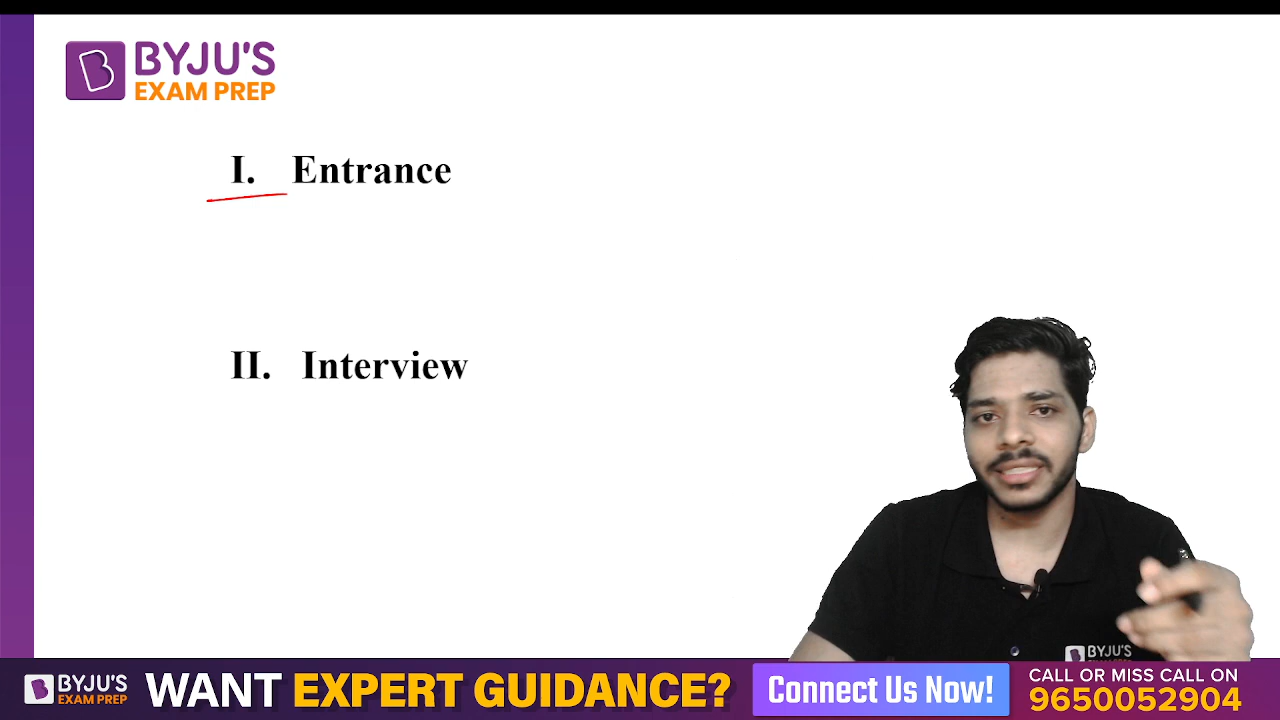 BYJU'S
EXAM PREP
I. Entrance
II. Interview
BYJU'S
BYJU'S
EXAM PREP
WANT EXPERT GUIDANCE?
Connect Us Now!
CALL OR MISS CALL ON
9650052904